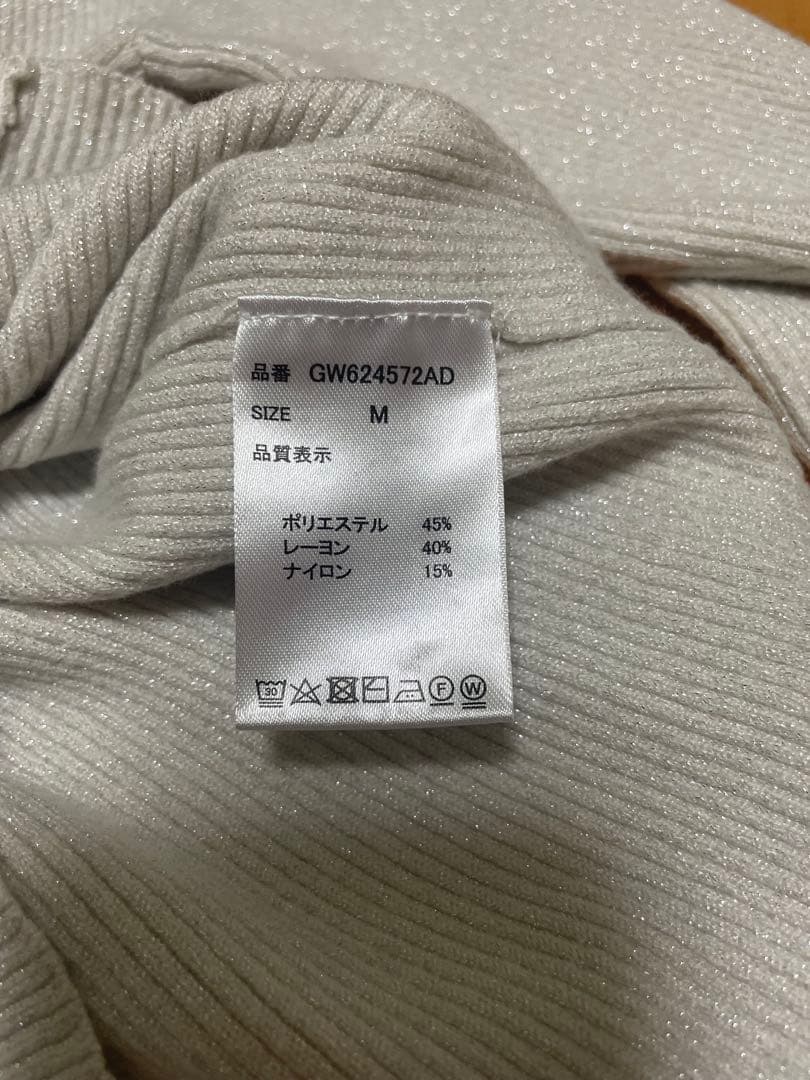 品番 GW624572AD
SIZE M
品質表示
ポリエステル 45%
レーヨン 40%
ナイロン 15%
30 F W